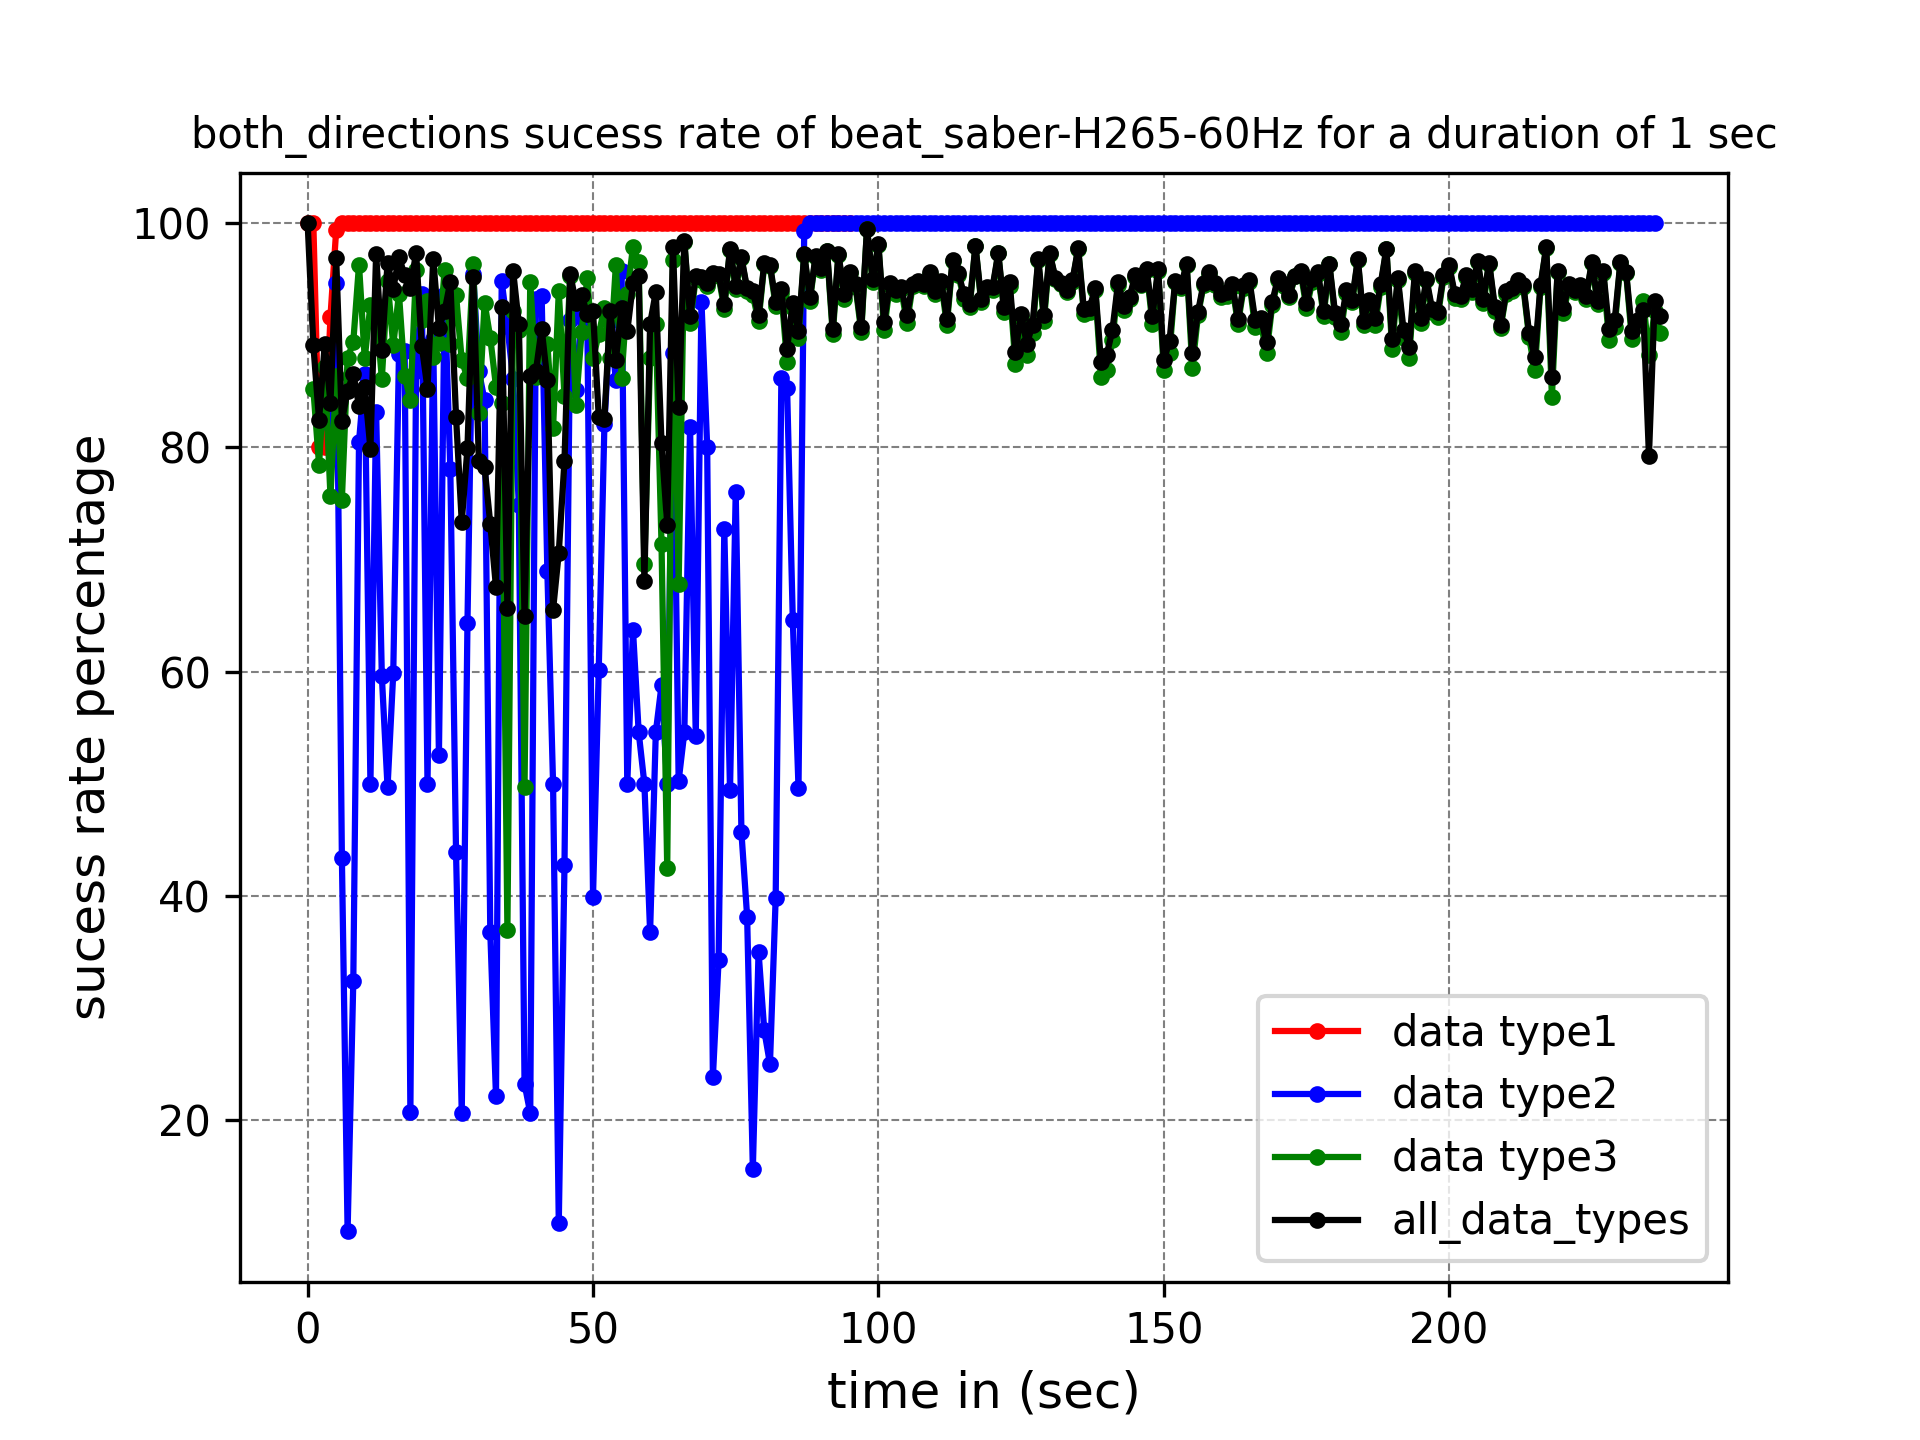 both_directions sucess rate of beat_saber-H265-60Hz for a duration of 1 sec
sucess rate percentage
100
80
60
40
20
data type1
data type2
data type3
all_data_types
0 50 100 150 200
time in (sec)